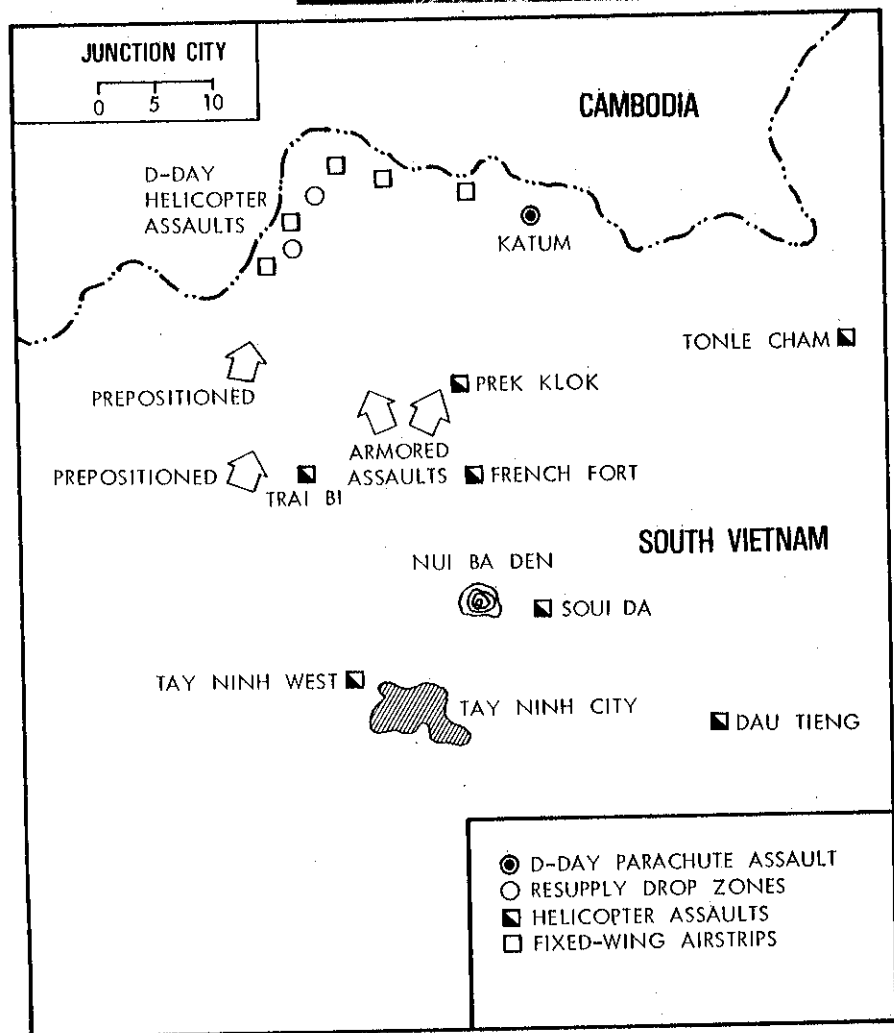 JUNCTION CITY
0 5 10
CAMBODIA
D-DAY
HELICOPTER
ASSAULTS
KATUM
TONLE CHAM
PREK KLOK
PREPOSITIONED
ARMORED
ASSAULTS
PREPOSITIONED
TRAI BI
FRENCH FORT
SOUTH VIETNAM
NUI BA DEN
SOUI DA
TAY NINH WEST
TAY NINH CITY
DAU TIENG
D-DAY PARACHUTE ASSAULT
RESUPPLY DROP ZONES
HELICOPTER ASSAULTS
FIXED-WING AIRSTRIPS